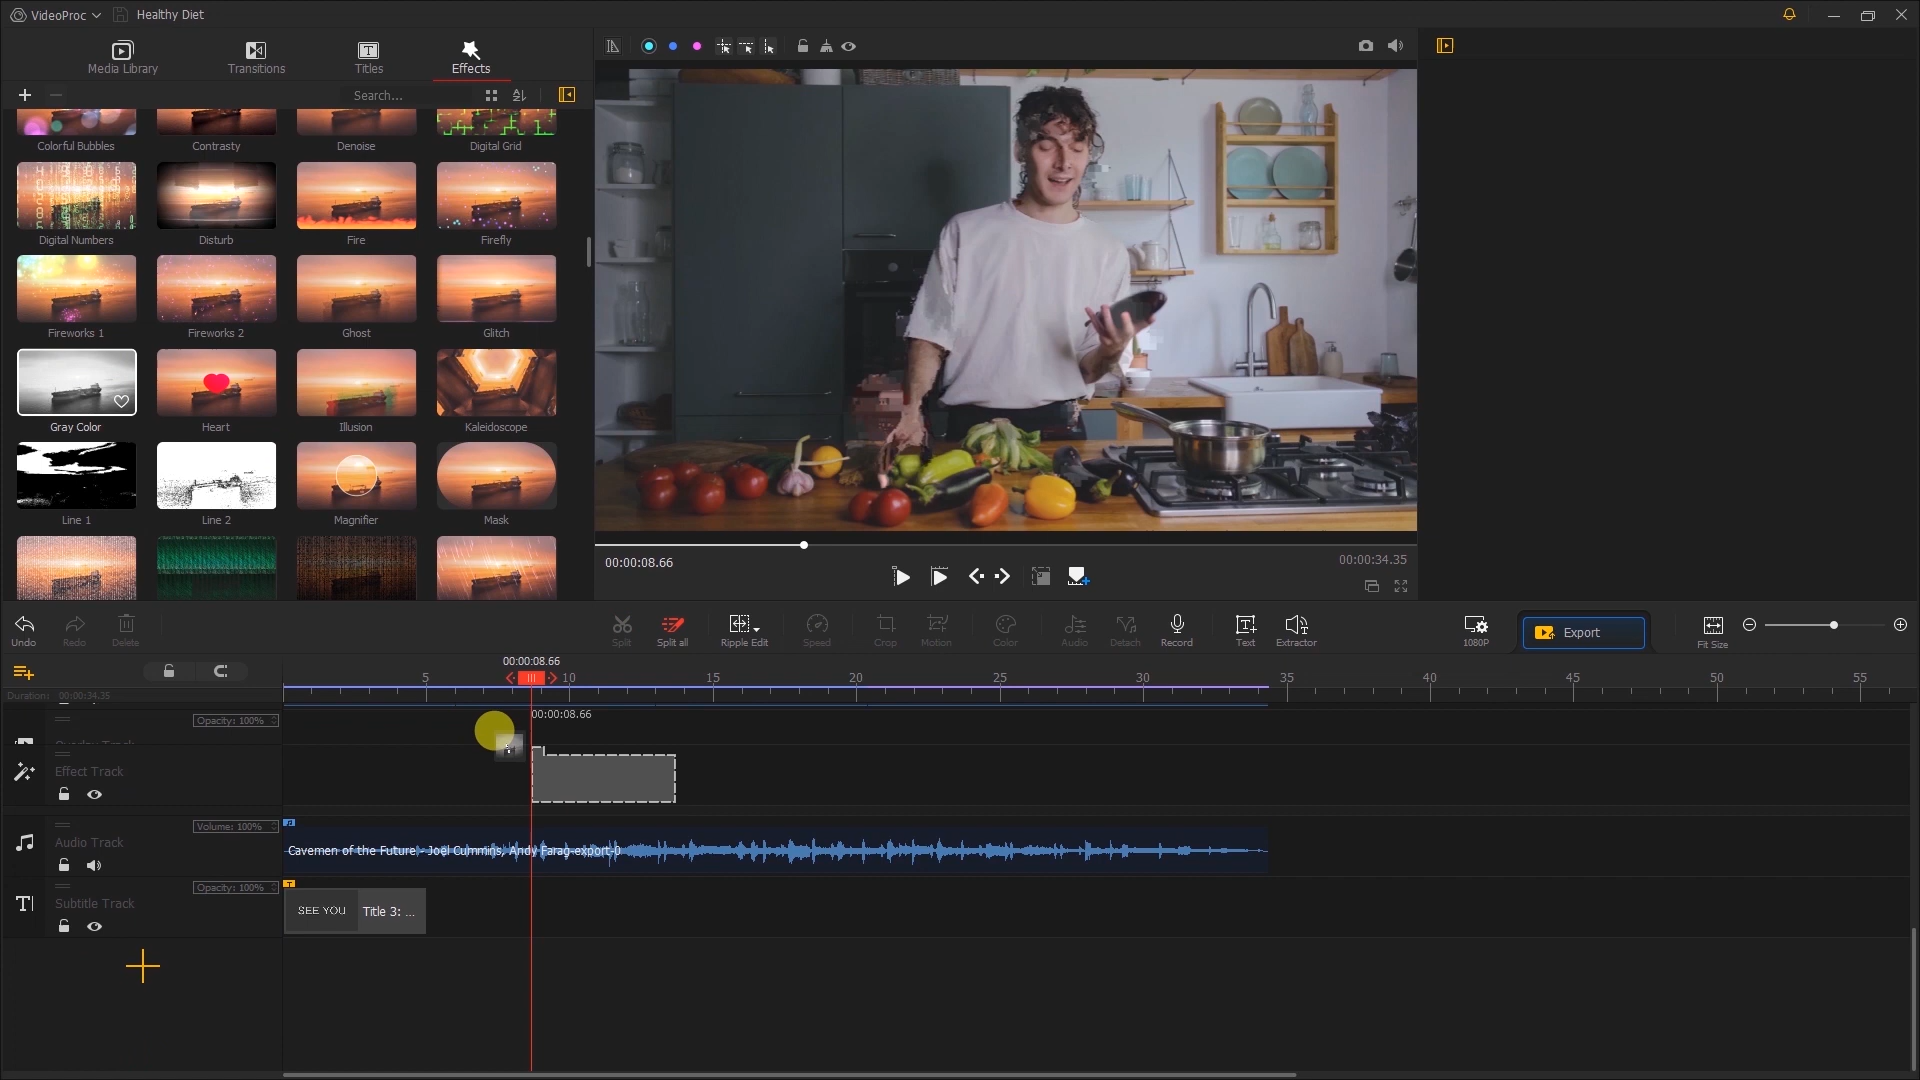 VideoProc
Healthy Diet
Media Library
Transitions
Titles
Effects
Search...
Colorful Bubbles
Contrasty
Denoise
Digital Grid
Digital Numbers
Disturb
Fire
Firefly
Fireworks 1
Fireworks 2
Ghost
Glitch
Gray Color
Heart
Illusion
Kaleidoscope
Line 1
Line 2
Magnifier
Mask
00:00:08.66
00:00:34.35
Undo
Redo
Delete
Split
Split all
Ripple Edit
Speed
Crop
Motion
Color
Audio
Detach
Record
Text
Extractor
1080P
Export
Fit Size
00:00:08.66
5
10
15
20
25
30
35
40
45
50
55
Duration: 00:00:34.35
Opacity: 100%
00:00:08.66
Effect Track
Volume: 100%
Audio Track
Cavemen of the Future - Joel Cummins, Andy Farag-export-0
Opacity: 100%
Subtitle Track
SEE YOU
Title 3: ...